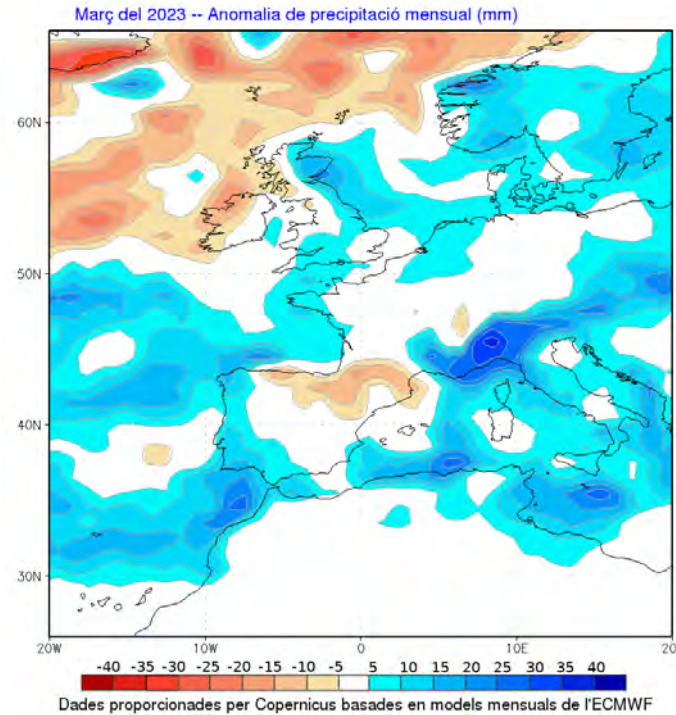 Març del 2023 -- Anomalia de precipitació mensual (mm)
60N
50N
40N
30N
20W 10W 0 10E 20E
-40 -35 -30 -25 -20 -15 -10 -5 5 10 15 20 25 30 35 40
Dades proporcionades per Copernicus basades en models mensuals de l'ECMWF